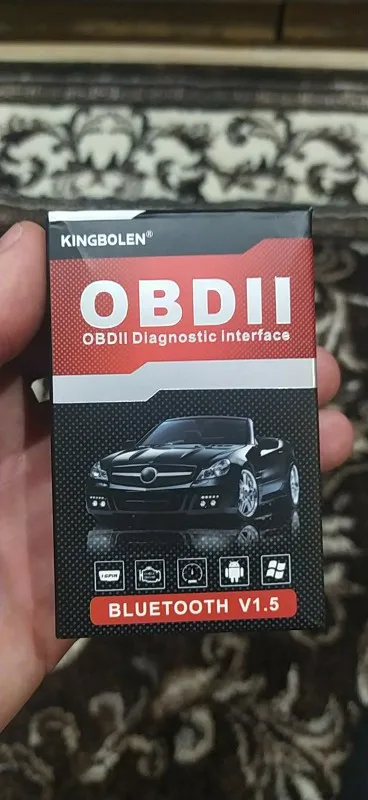 KINGBOLEN®
OBDII
OBDII Diagnostic Interface
BLUETOOTH V1.5